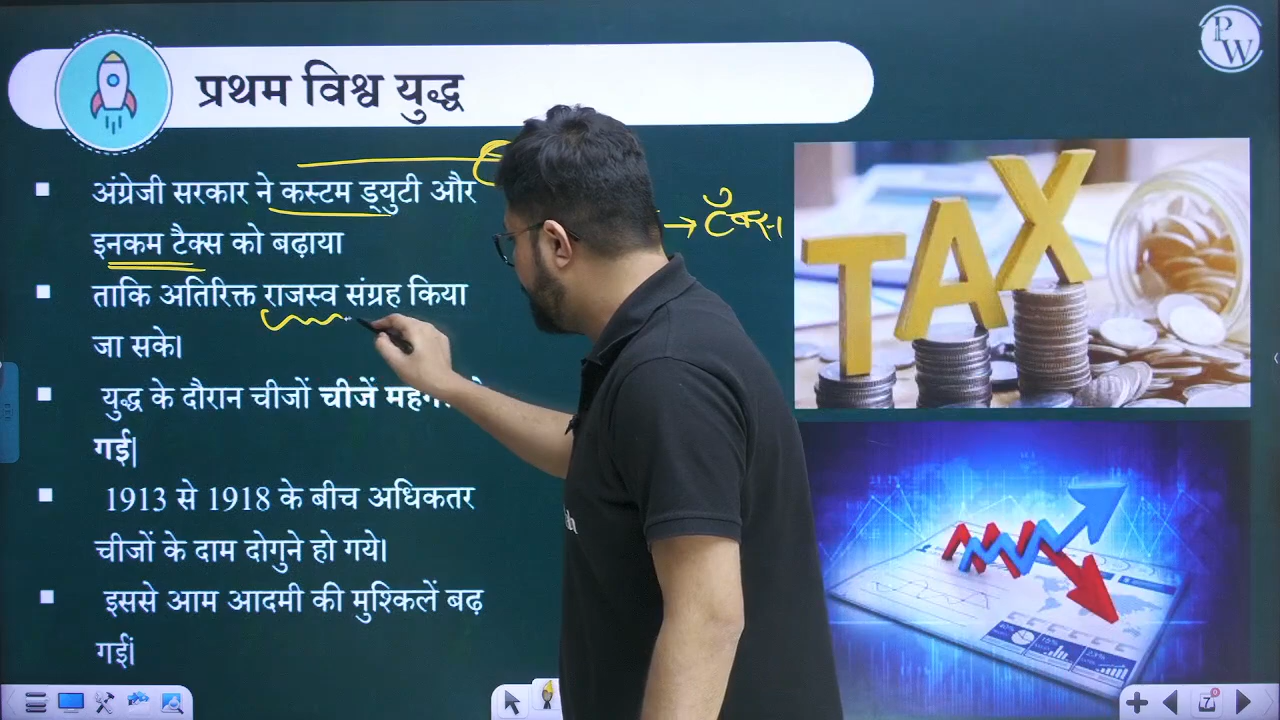 PW
प्रथम विश्व युद्ध
अंग्रेजी सरकार ने कस्टम ड्युटी और
इनकम टैक्स को बढ़ाया
ताकि अतिरिक्त राजस्व संग्रह किया
जा सके।
युद्ध के दौरान चीजों चीजें
गई|
1913 से 1918 के बीच अधिकतर
चीजों के दाम दोगुने हो गये।
इससे आम आदमी की मुश्किलें बढ़
गईं।
→ टैक्स
TAX